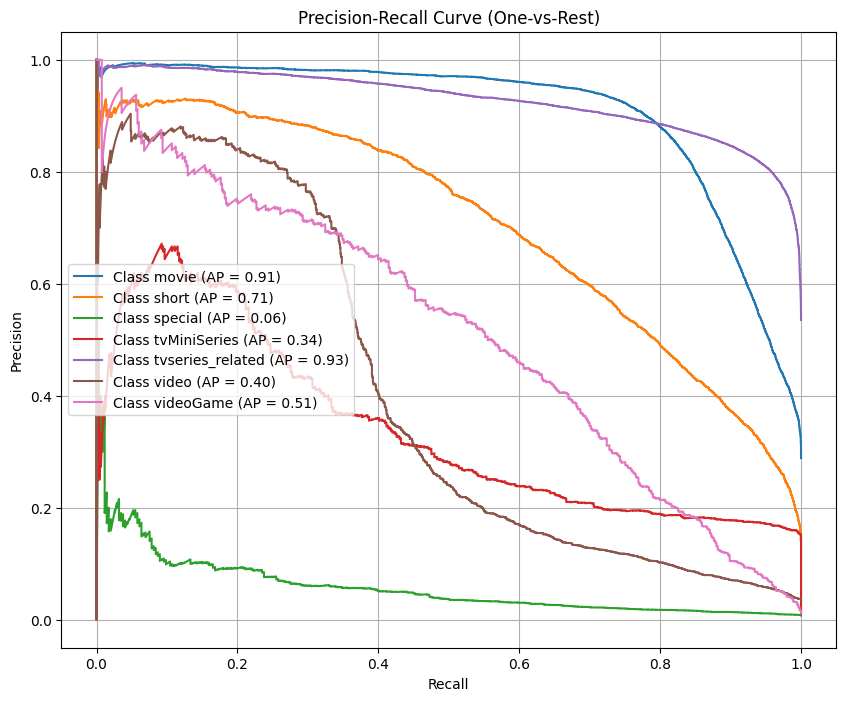 Precision-Recall Curve (One-vs-Rest)
1.0
0.8
0.6
0.4
0.2
0.0
Precision
Class movie (AP = 0.91)
Class short (AP = 0.71)
Class special (AP = 0.06)
Class tvMiniSeries (AP = 0.34)
Class tvseries_related (AP = 0.93)
Class video (AP = 0.40)
Class videoGame (AP = 0.51)
0.0 0.2 0.4 0.6 0.8 1.0
Recall